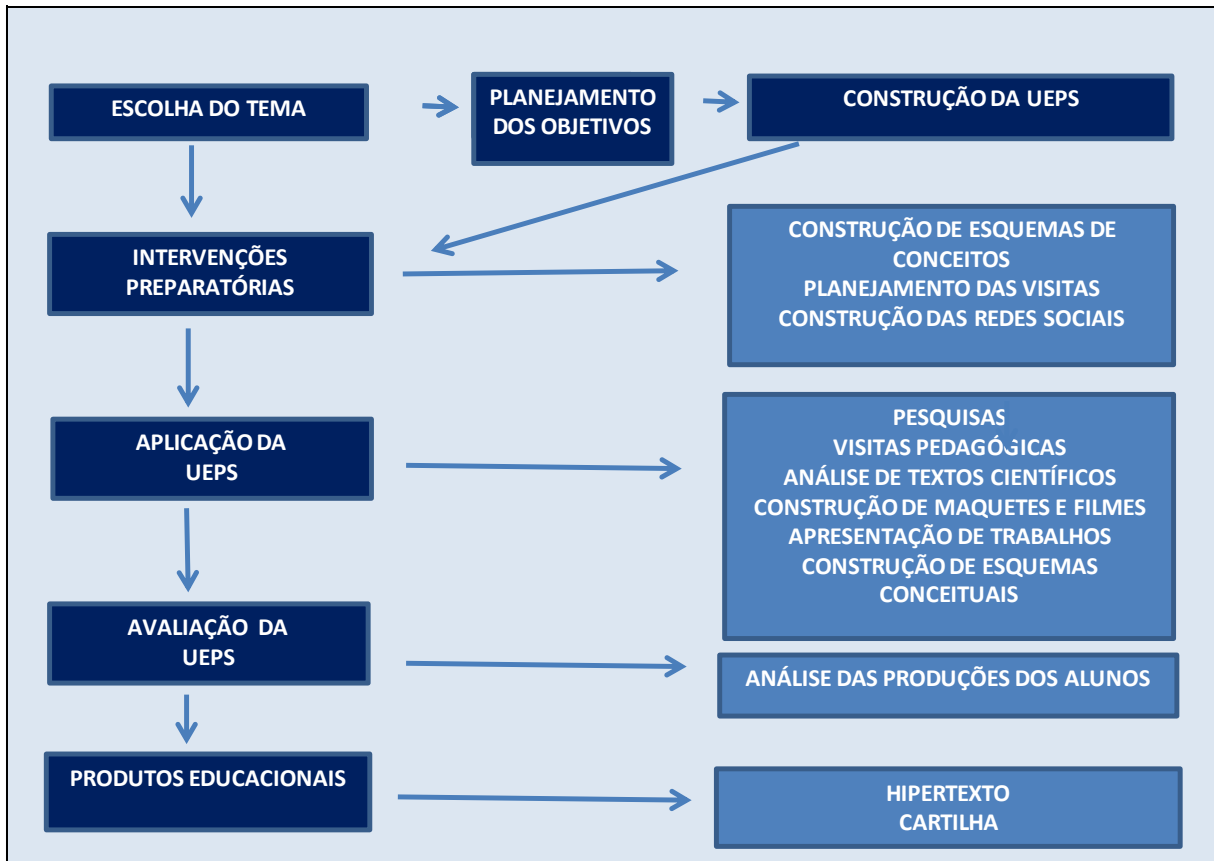 ESCOLHA DO TEMA
PLANEJAMENTO
DOS OBJETIVOS
CONSTRUÇÃO DA UEPS
INTERVENÇÕES
PREPARATÓRIAS
CONSTRUÇÃO DE ESQUEMAS DE
CONCEITOS
PLANEJAMENTO DAS VISITAS
CONSTRUÇÃO DAS REDES SOCIAIS
APLICAÇÃO DA
UEPS
PESQUISAS
VISITAS PEDAGÓGICAS
ANÁLISE DE TEXTOS CIENTÍFICOS
CONSTRUÇÃO DE MAQUETES E FILMES
APRESENTAÇÃO DE TRABALHOS
CONSTRUÇÃO DE ESQUEMAS
CONCEITUAIS
AVALIAÇÃO DA
UEPS
ANÁLISE DAS PRODUÇÕES DOS ALUNOS
PRODUTOS EDUCACIONAIS
HIPERTEXTO
CARTILHA